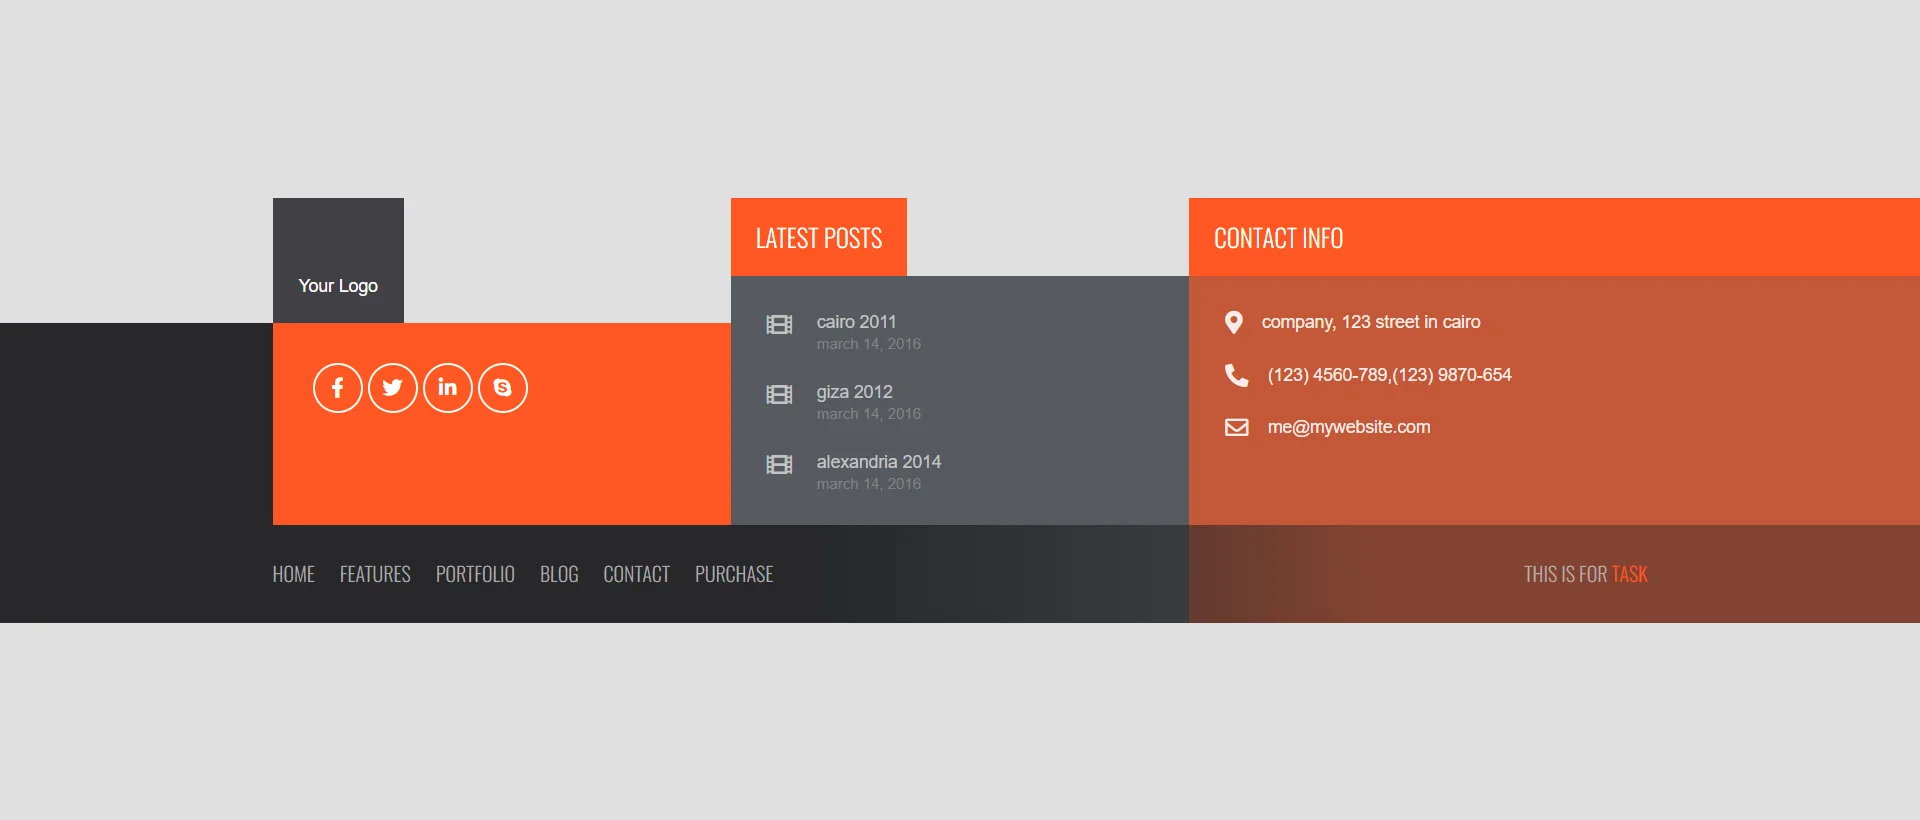 Your Logo
LATEST POSTS
cairo 2011
march 14, 2016
giza 2012
march 14, 2016
alexandria 2014
march 14, 2016
CONTACT INFO
company, 123 street in cairo
(123) 4560-789,(123) 9870-654
me@mywebsite.com
HOME FEATURES PORTFOLIO BLOG CONTACT PURCHASE
THIS IS FOR TASK